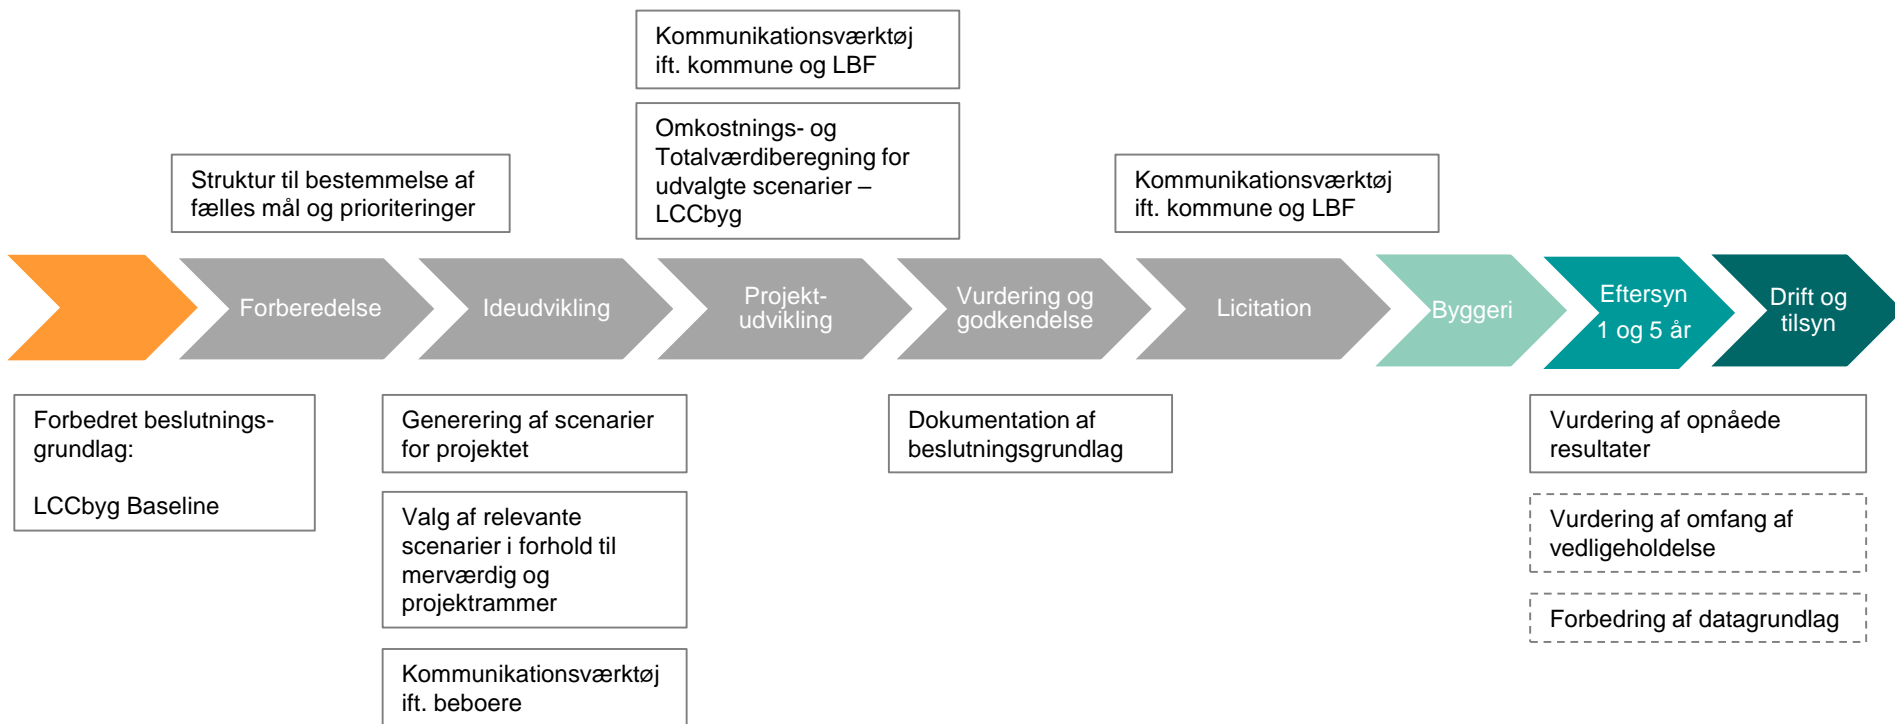 Kommunikationsværktøj
ift. kommune og LBF
Omkostnings- og
Totalværdiberegning for
udvalgte scenarier –
LCCbyg
Struktur til bestemmelse af
fælles mål og prioriteringer
Kommunikationsværktøj
ift. kommune og LBF
Forberedelse
Ideudvikling
Projekt-
udvikling
Vurdering og
godkendelse
Licitation
Byggeri
Eftersyn
1 og 5 år
Drift og
tilsyn
Forbedret beslutnings-
grundlag:
LCCbyg Baseline
Generering af scenarier
for projektet
Valg af relevante
scenarier i forhold til
merværdig og
projektrammer
Kommunikationsværktøj
ift. beboere
Dokumentation af
beslutningsgrundlag
Vurdering af opnåede
resultater
Vurdering af omfang af
vedligeholdelse
Forbedring af datagrundlag